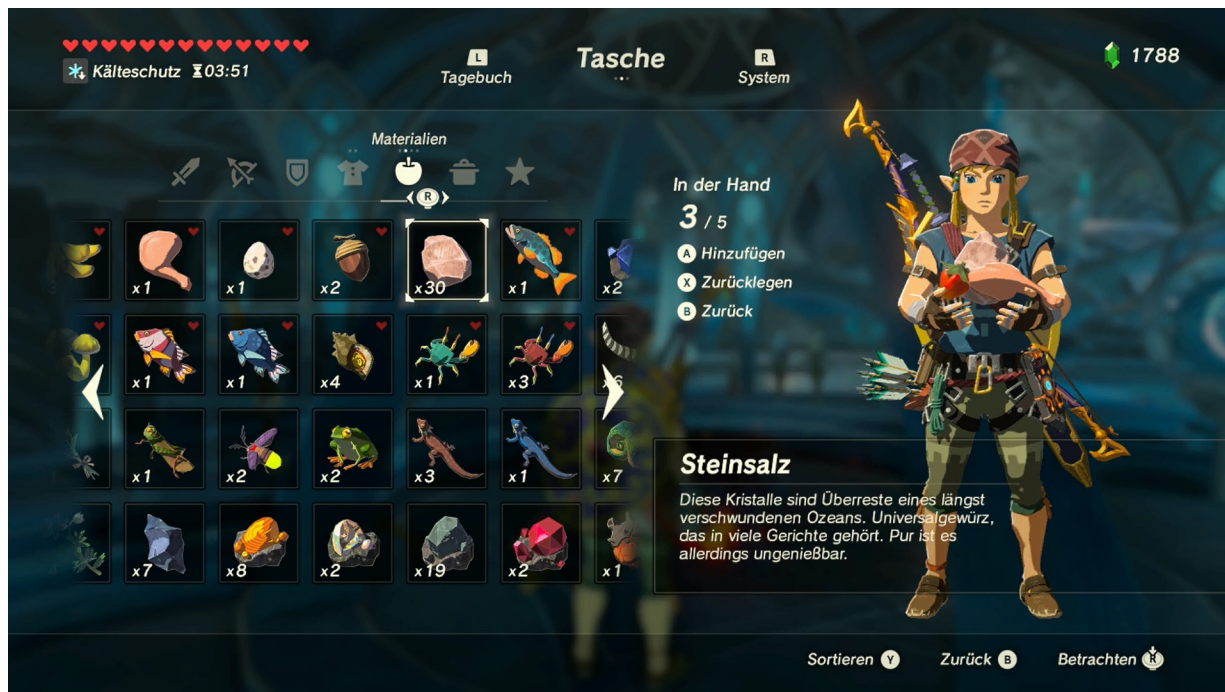 L
Tagebuch
Tasche
R
System
1788
Kälteschutz 03:51
Materialien
R
x1
x1
x2
x30
x1
x2
x1
x1
x4
x1
x3
x6
x1
x2
x2
x3
x1
x7
x7
x8
x2
x19
x2
x1
In der Hand
3 / 5
A Hinzufügen
X Zurücklegen
B Zurück
Steinsalz
Diese Kristalle sind Überreste eines längst
verschwundenen Ozeans. Universalgewürz,
das in viele Gerichte gehört. Pur ist es
allerdings ungenießbar.
Sortieren Y
Zurück B
Betrachten R